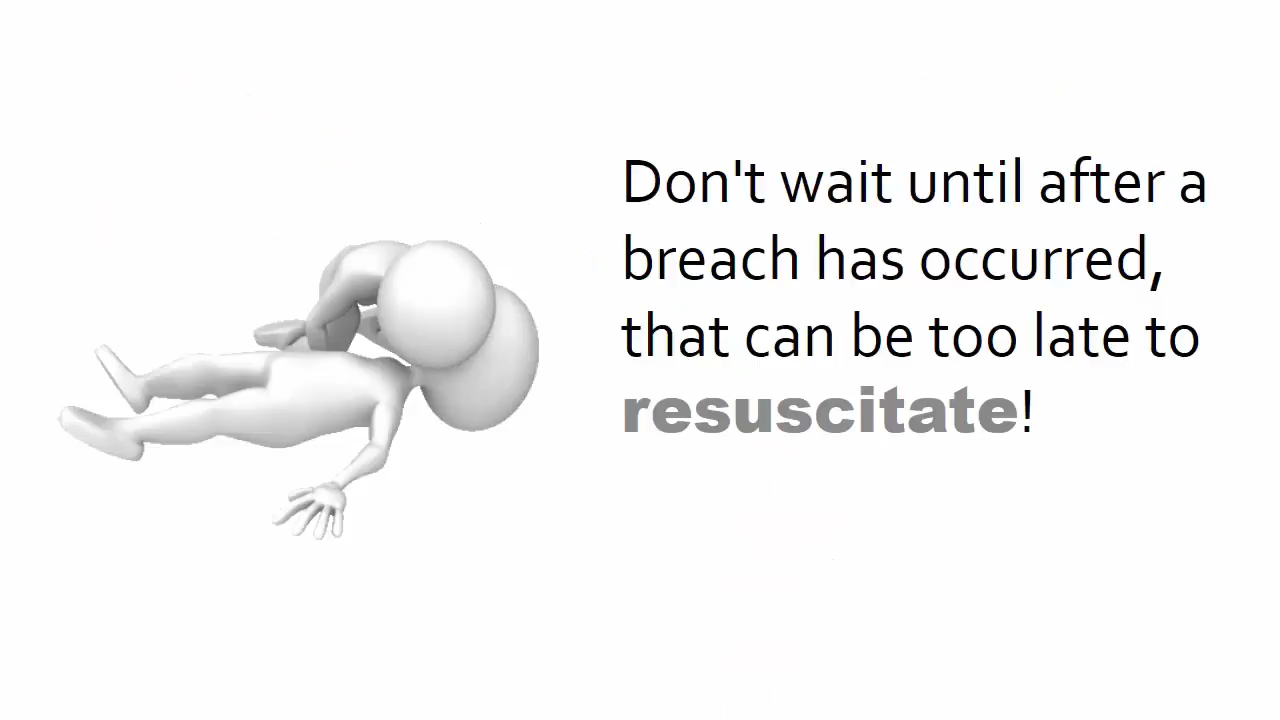 Don't wait until after a
breach has occurred,
that can be too late to
resuscitate!